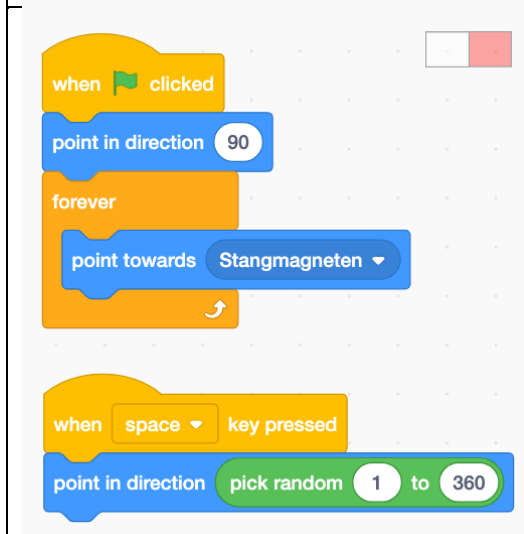 when clicked
point in direction 90
forever
point towards Stangmagneten
when space key pressed
point in direction pick random 1 to 360